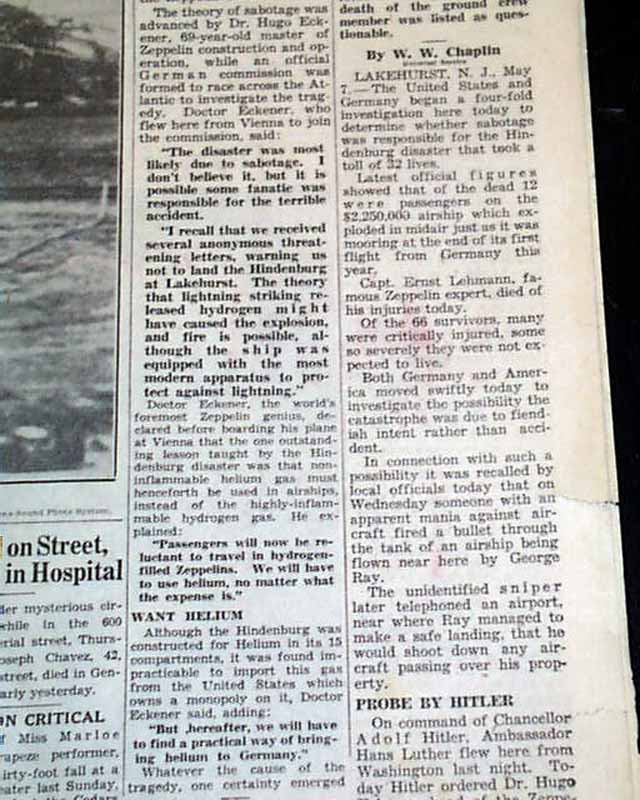 The theory of sabotage was
advanced by Dr. Hugo Eck-
ener, 69-year-old master of
Zeppelin construction and op-
eration, while an official
German commission was
formed to race across the At-
lantic to investigate the trag-
edy. Doctor Eckener, who
flew here from Vienna to join
the commission, said:
"The disaster was most
likely due to sabotage. I
don't believe it, but it is
possible some fanatic was
responsible for the terrible
accident.
"I recall that we received
several anonymous threat-
ening letters, warning us
not to land the Hindenburg
at Lakehurst. The theory
that lightning striking re-
leased hydrogen might
have caused the explosion,
and fire is possible, al-
though the ship was
equipped with the most
modern apparatus to pro-
tect against lightning."
Doctor Eckener, the world's
foremost Zeppelin genius, de-
clared before boarding his plane
at Vienna that the one outstand-
ing lesson taught by the Hin-
denburg disaster was that non-
inflammable helium gas must
henceforth be used in airships,
instead of the highly-inflam-
mable hydrogen gas. He ex-
plained:
"Passengers will now be re-
luctant to travel in hydrogen-
filled Zeppelins. We will have
to use helium, no matter what
the expense is."
WANT HELIUM
Although the Hindenburg was
constructed for Helium in its 15
compartments, it was found im-
practicable to import this gas
from the United States which
owns a monopoly on it, Doctor
Eckener said, adding:
"But hereafter, we will have
to find a practical way of bring-
ing helium to Germany."
Whatever the cause of the
tragedy, one certainty emerged
death of the ground crew
member was listed as ques-
tionable.
By W. W. Chaplin
LAKEHURST, N. J., May
7.—The United States and
Germany began a four-fold
investigation here today to
determine whether sabotage
was responsible for the Hin-
denburg disaster that took a
toll of 32 lives.
Latest official figures
showed that of the dead 12
were passengers on the
$2,250,000 airship which ex-
ploded in midair just as it was
mooring at the end of its first
flight from Germany this
year.
Capt. Ernst Lehmann, fa-
mous Zeppelin expert, died of
his injuries today.
Of the 66 survivors, many
were critically injured, some
so severely they were not ex-
pected to live.
Both Germany and Amer-
ica moved swiftly today to
investigate the possibility the
catastrophe was due to fiend-
ish intent rather than acci-
dent.
In connection with such a
possibility it was recalled by
local officials today that on
Wednesday someone with an
apparent mania against air-
craft fired a bullet through
the tank of an airship being
flown near here by George
Ray.
The unidentified sniper
later telephoned an airport,
near where Ray managed to
make a safe landing, that he
would shoot down any air-
craft passing over his prop-
erty.
PROBE BY HITLER
On command of Chancellor
Adolf Hitler, Ambassador
Hans Luther flew here from
Washington last night. To-
day Hitler ordered Dr. Hugo
on Street,
in Hospital
der mysterious cir-
while in the 600
erial street, Thurs-
oseph Chavez, 42,
street, died in Gen-
arly yesterday.
ON CRITICAL
f Miss Marloe
rapeze performer,
irty-foot fall at a
eater last Sunday,